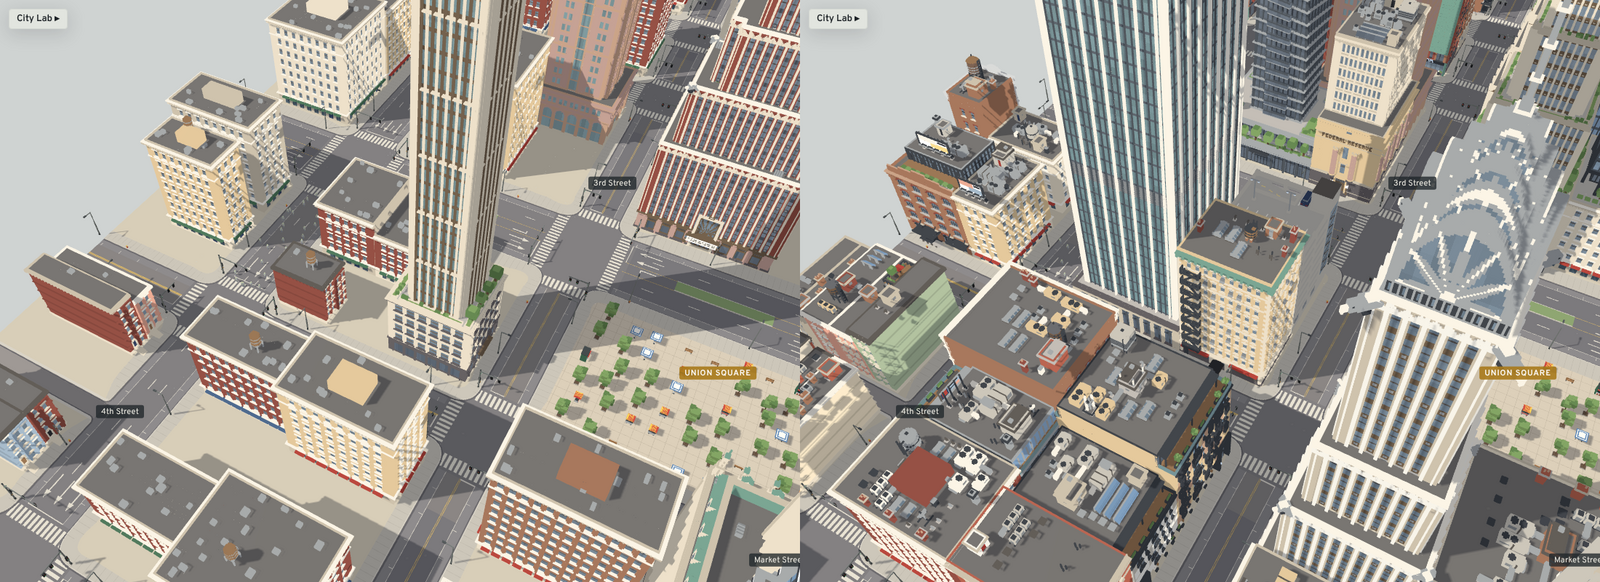 City Lab ▸
3rd Street
UNION SQUARE
4th Street
Market Stree
City Lab ▸
FEDERAL RESERVE
3rd Street
UNION SQUARE
4th Street
Market Stree